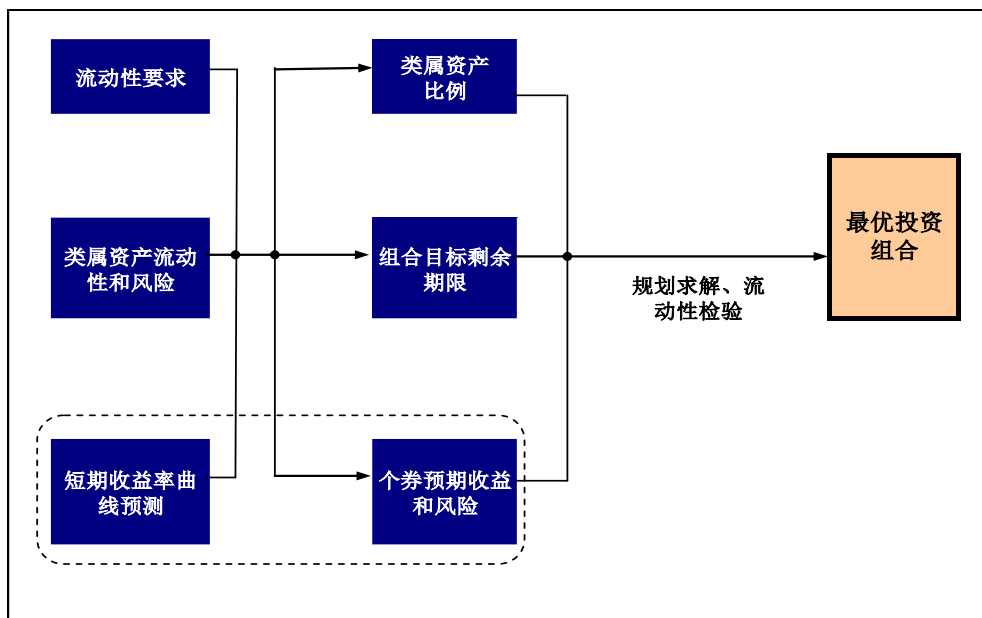 流动性要求
类属资产
比例
类属资产流动
性和风险
组合目标剩余
期限
最优投资
组合
规划求解、流
动性检验
短期收益率曲
线预测
个券预期收益
和风险